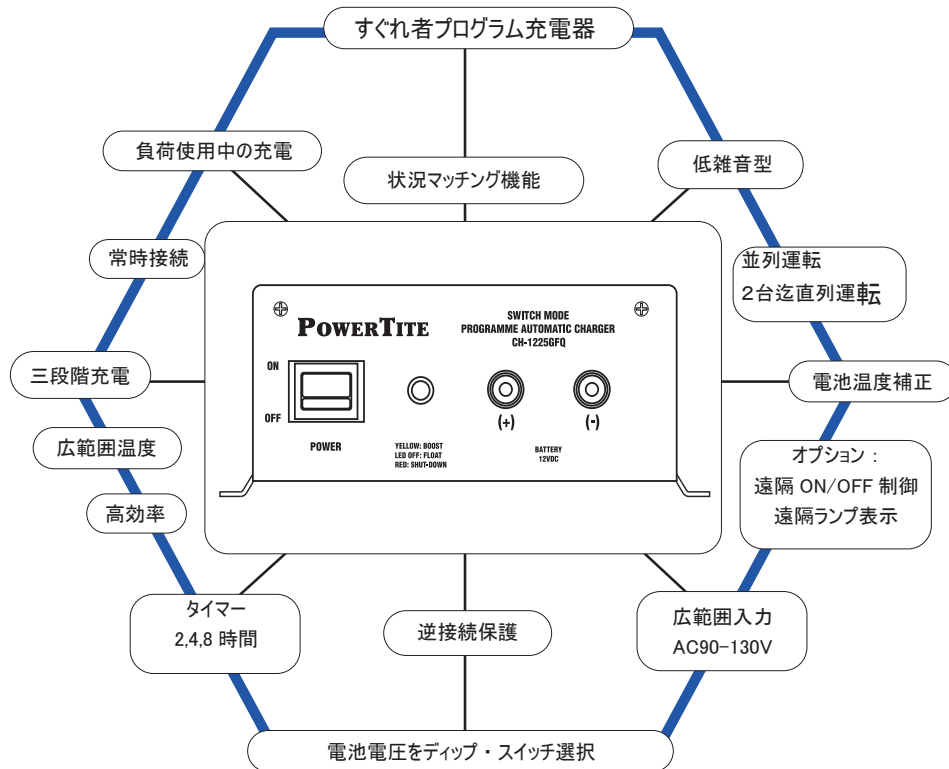 すぐれ者プログラム充電器
負荷使用中の充電
状況マッチング機能
低雑音型
常時接続
並列運転
2台迄直列運転
三段階充電
電池温度補正
広範囲温度
高効率
オプション：
遠隔 ON/OFF 制御
遠隔ランプ表示
タイマー
2,4,8 時間
逆接続保護
広範囲入力
AC90-130V
電池電圧をディップ・スイッチ選択
POWERTITE
SWITCH MODE
PROGRAMME AUTOMATIC CHARGER
CH-1225GFQ
ON
OFF
POWER
YELLOW: BOOST
LED OFF: FLOAT
RED: SHUT-DOWN
(+)
(-)
BATTERY
12VDC